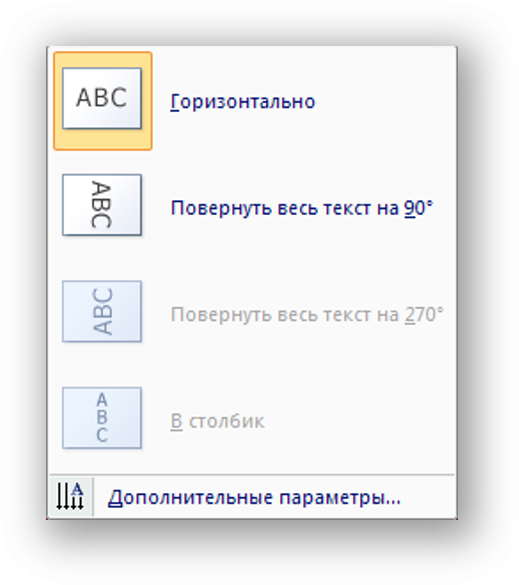 ABC
Горизонтально
ABC
Повернуть весь текст на 90°
ABC
Повернуть весь текст на 270°
A
B
C
В столбик
A
Дополнительные параметры...